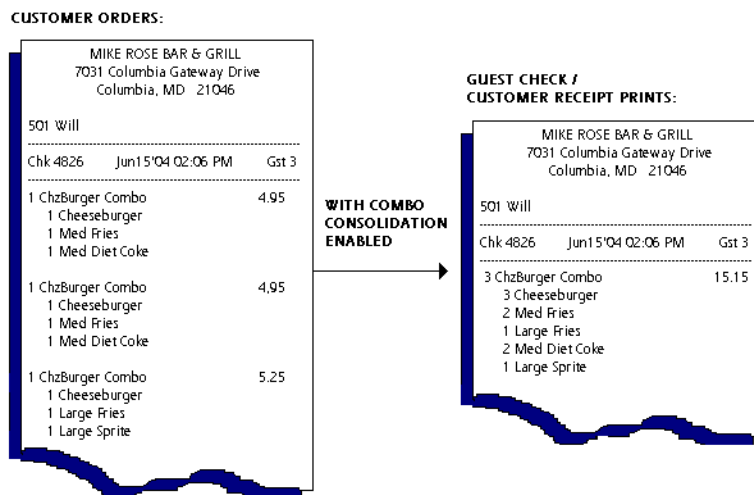 CUSTOMER ORDERS:
MIKE ROSE BAR & GRILL
7031 Columbia Gateway Drive
Columbia, MD 21046
501 Will
Chk 4826 Jun15'04 02:06 PM Gst 3
1 ChzBurger Combo 4.95
1 Cheeseburger
1 Med Fries
1 Med Diet Coke
1 ChzBurger Combo 4,95
1 Cheeseburger
1 Med Fries
1 Med Diet Coke
1 ChzBurger Combo 5.25
1 Cheeseburger
1 Large Fries
1 Large Sprite
WITH COMBO
CONSOLIDATION
ENABLED
GUEST CHECK /
CUSTOMER RECEIPT PRINTS:
MIKE ROSE BAR & GRILL
7031 Columbia Gateway Drive
Columbia, MD 21046
501 Will
Chk 4826 Jun15'04 02:06 PM Gst 3
3 ChzBurger Combo 15.15
3 Cheeseburger
2 Med Fries
1 Large Fries
2 Med Diet Coke
1 Large Sprite